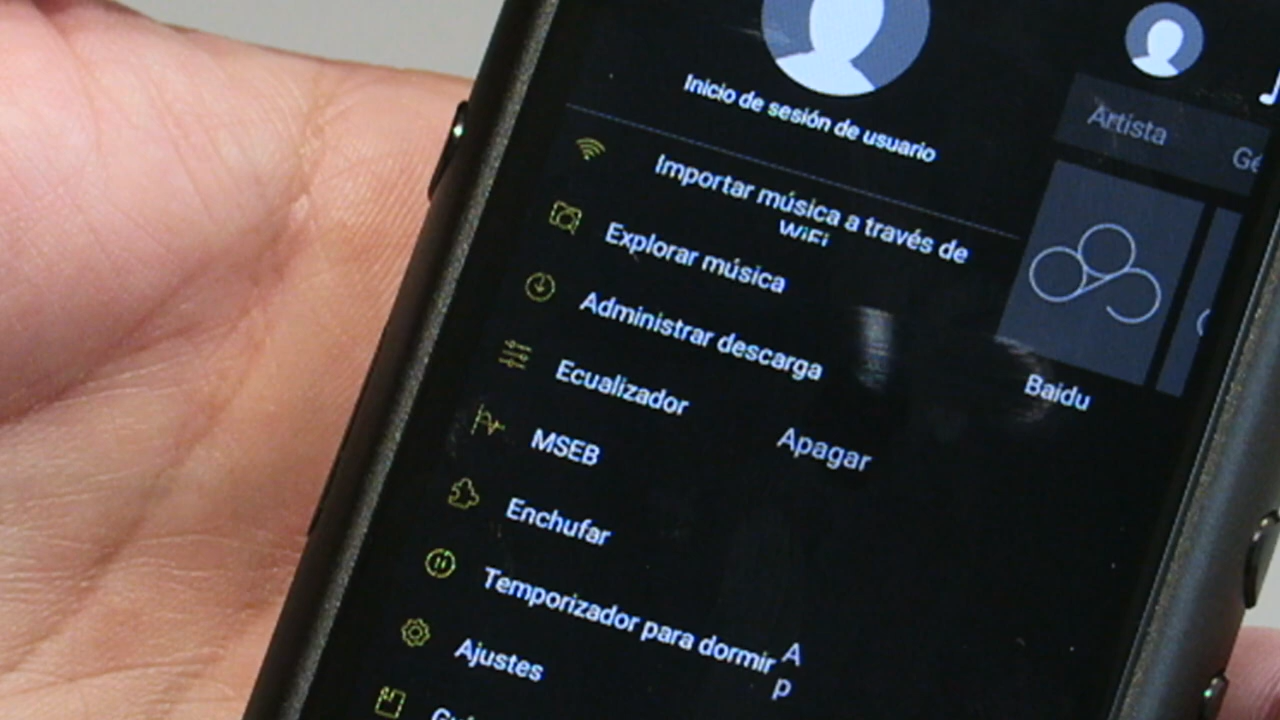 Inicio de sesión de usuario
Importar música a través de
WiFi
Explorar música
Administrar descarga
Ecualizador
Apagar
MSEB
Enchufar
Temporizador para dormir
A
p
Ajustes
Artista
Baidu